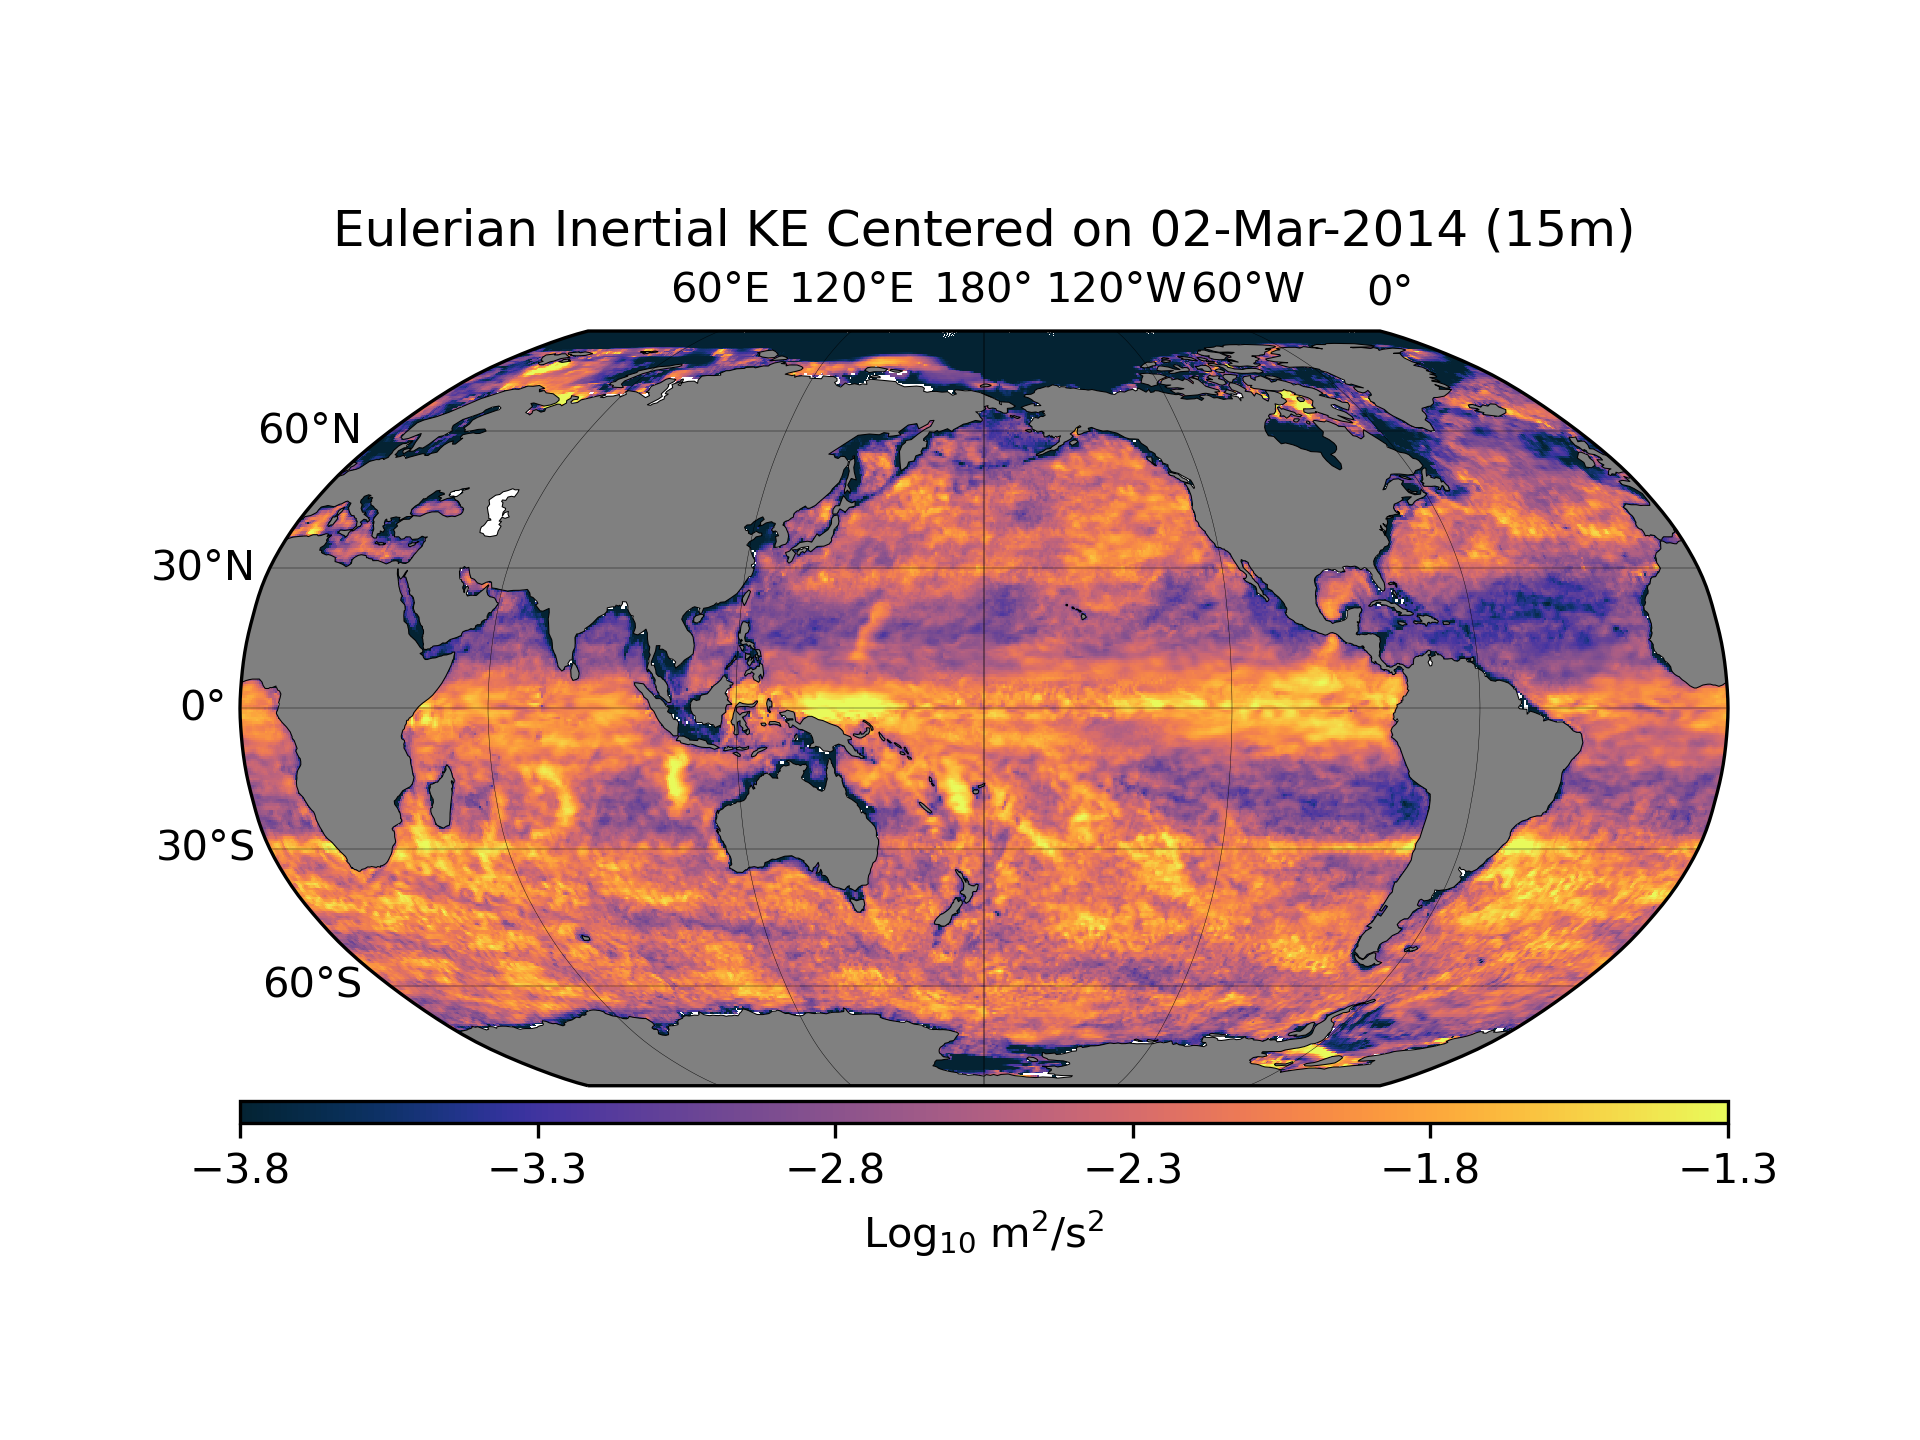 Eulerian Inertial KE Centered on 02-Mar-2014 (15m)
60°E 120°E 180° 120°W 60°W 0°
60°N
30°N
0°
30°S
60°S
−3.8 −3.3 −2.8 −2.3 −1.8 −1.3
Log₁₀ m²/s²